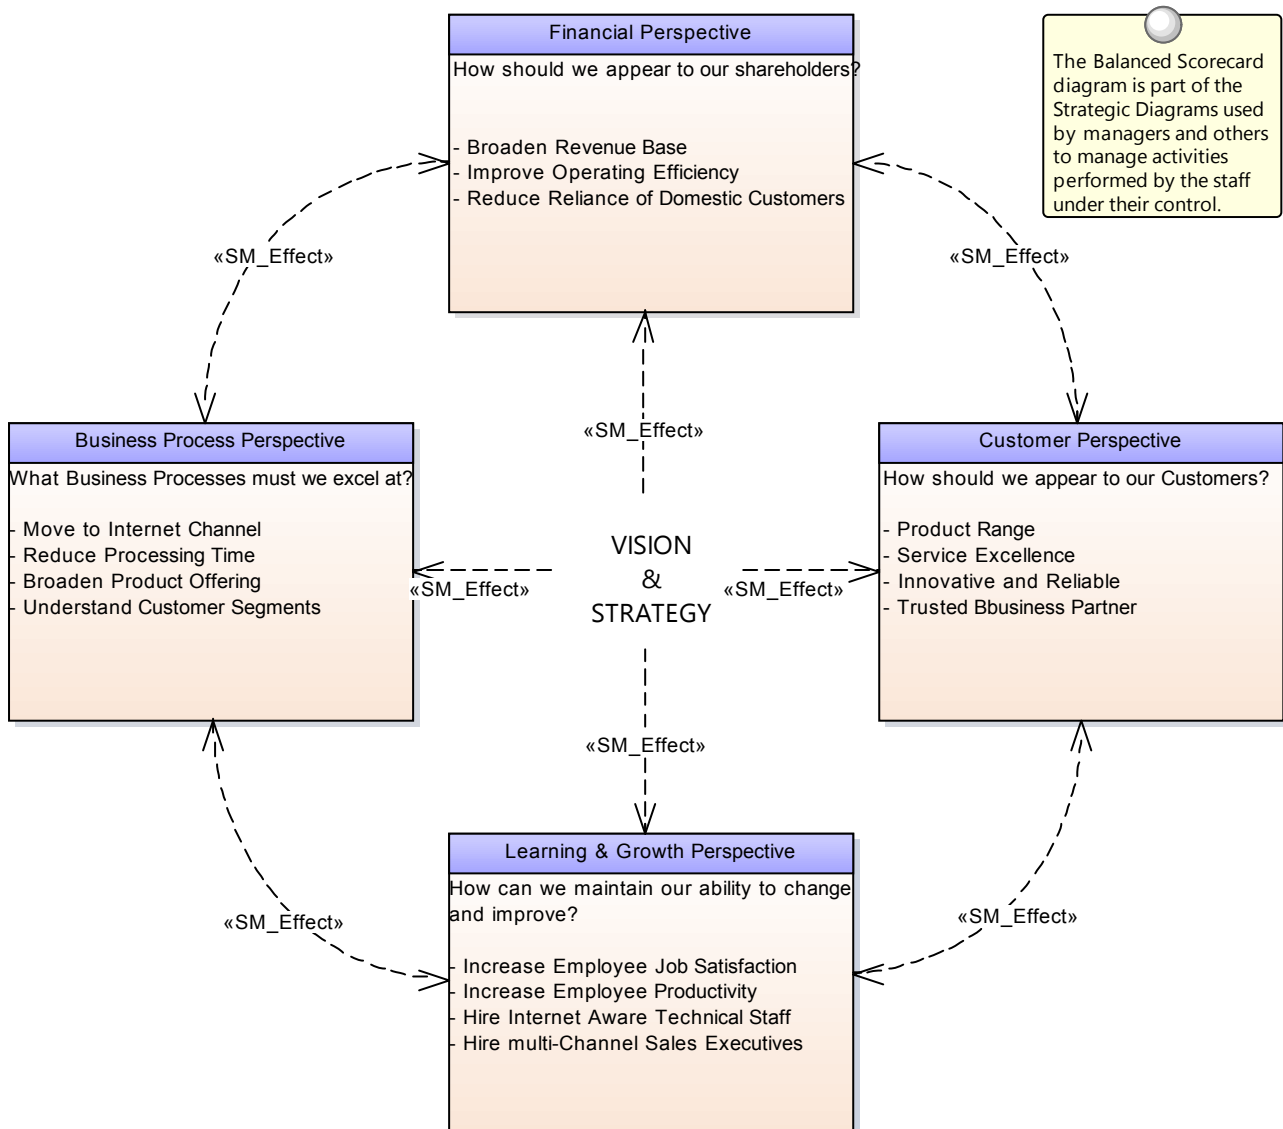 Financial Perspective
How should we appear to our shareholders?
- Broaden Revenue Base
- Improve Operating Efficiency
- Reduce Reliance of Domestic Customers
The Balanced Scorecard
diagram is part of the
Strategic Diagrams used
by managers and others
to manage activities
performed by the staff
under their control.
«SM_Effect»
«SM_Effect»
«SM_Effect»
Business Process Perspective
What Business Processes must we excel at?
- Move to Internet Channel
- Reduce Processing Time
- Broaden Product Offering
- Understand Customer Segments
«SM_Effect»
VISION
&
STRATEGY
«SM_Effect»
Customer Perspective
How should we appear to our Customers?
- Product Range
- Service Excellence
- Innovative and Reliable
- Trusted Bbusiness Partner
«SM_Effect»
«SM_Effect»
«SM_Effect»
Learning & Growth Perspective
How can we maintain our ability to change
and improve?
- Increase Employee Job Satisfaction
- Increase Employee Productivity
- Hire Internet Aware Technical Staff
- Hire multi-Channel Sales Executives